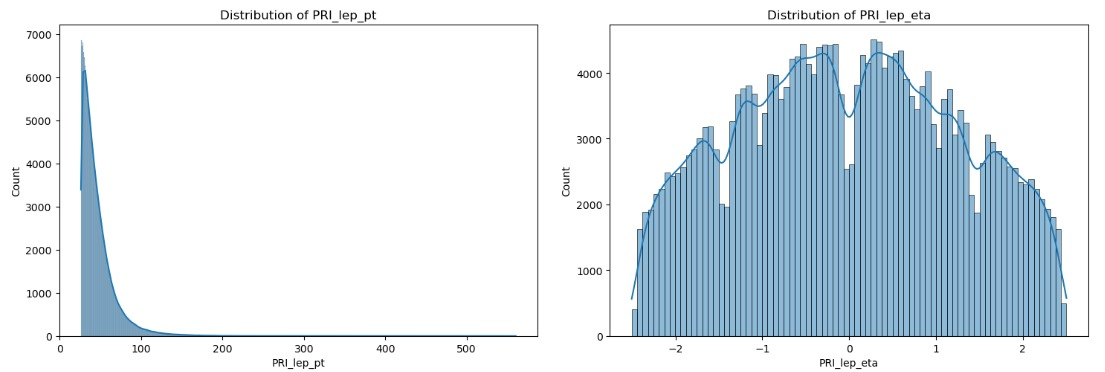 Distribution of PRI_lep_pt
7000
6000
5000
4000
3000
2000
1000
0
Count
0 100 200 300 400 500
PRI_lep_pt
Distribution of PRI_lep_eta
4000
3000
2000
1000
0
Count
−2 −1 0 1 2
PRI_lep_eta